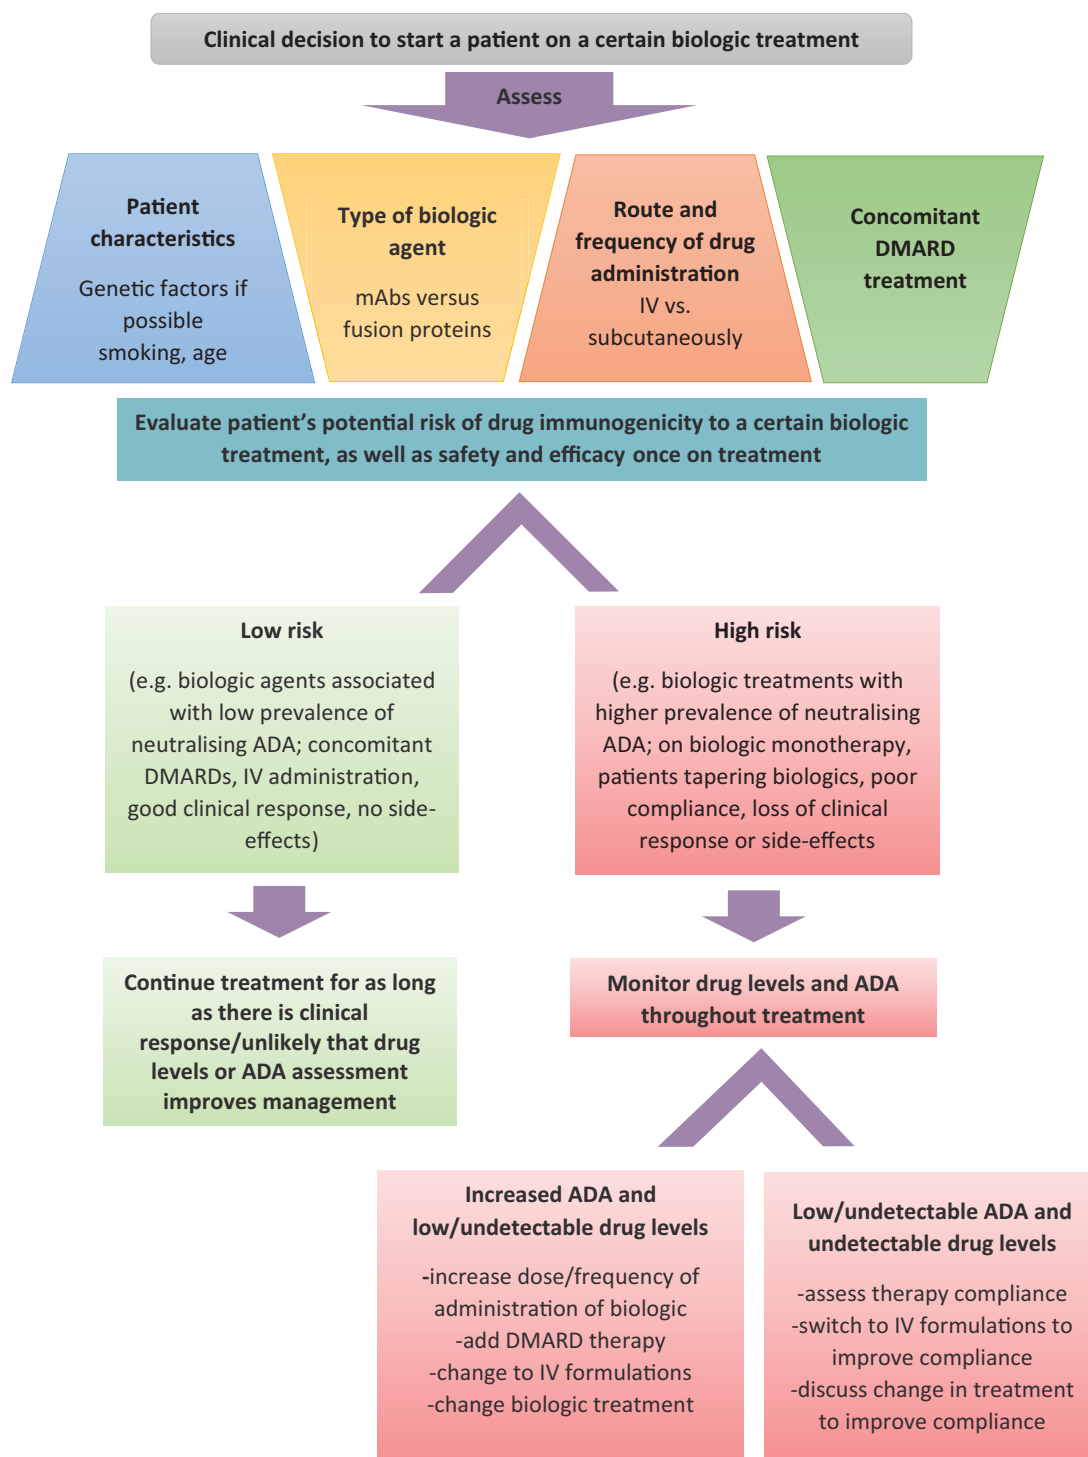 Clinical decision to start a patient on a certain biologic treatment
Assess
Patient
characteristics
Genetic factors if
possible
smoking, age
Type of biologic
agent
mAbs versus
fusion proteins
Route and
frequency of drug
administration
IV vs.
subcutaneously
Concomitant
DMARD
treatment
Evaluate patient’s potential risk of drug immunogenicity to a certain biologic
treatment, as well as safety and efficacy once on treatment
Low risk
(e.g. biologic agents associated
with low prevalence of
neutralising ADA; concomitant
DMARDs, IV administration,
good clinical response, no side-
effects)
High risk
(e.g. biologic treatments with
higher prevalence of neutralising
ADA; on biologic monotherapy,
patients tapering biologics, poor
compliance, loss of clinical
response or side-effects
Continue treatment for as long
as there is clinical
response/unlikely that drug
levels or ADA assessment
improves management
Monitor drug levels and ADA
throughout treatment
Increased ADA and
low/undetectable drug levels
-increase dose/frequency of
administration of biologic
-add DMARD therapy
-change to IV formulations
-change biologic treatment
Low/undetectable ADA and
undetectable drug levels
-assess therapy compliance
-switch to IV formulations to
improve compliance
-discuss change in treatment
to improve compliance